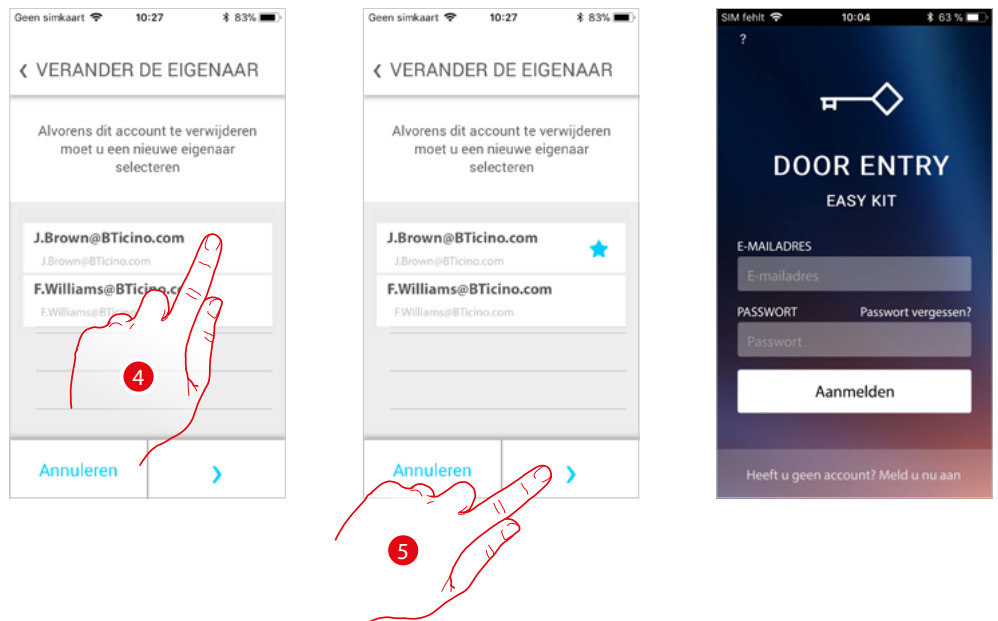 Geen simkaart 10:27 83%
VERANDER DE EIGENAAR
Alvorens dit account te verwijderen
moet u een nieuwe eigenaar
selecteren
J.Brown@BTicino.com
J.Brown@BTicino.com
F.Williams@BTicino.c
F.Williams@BTicino
4
Annuleren
Geen simkaart 10:27 83%
VERANDER DE EIGENAAR
Alvorens dit account te verwijderen
moet u een nieuwe eigenaar
selecteren
J.Brown@BTicino.com
J.Brown@BTicino.com
F.Williams@BTicino.com
F.Williams@BTicino.com
Annuleren
5
SIM fehlt 10:04 63 %
?
DOOR ENTRY
EASY KIT
E-MAILADRES
E-mailadres
PASSWORT Passwort vergessen?
Passwort
Aanmelden
Heeft u geen account? Meld u nu aan